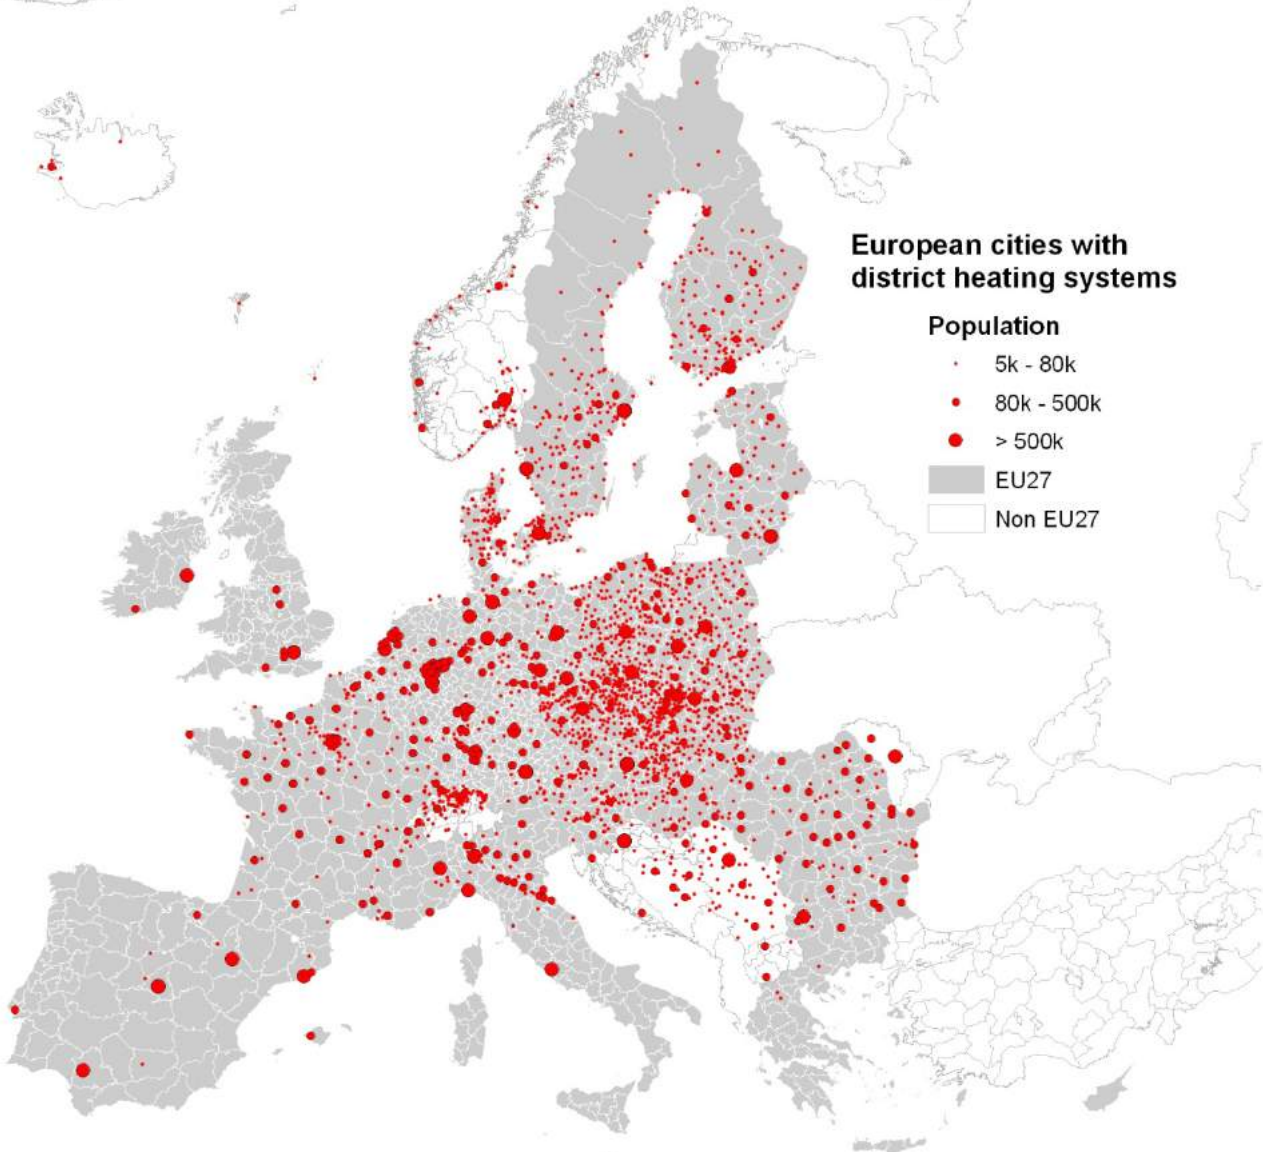 European cities with
district heating systems
Population
5k - 80k
80k - 500k
> 500k
EU27
Non EU27